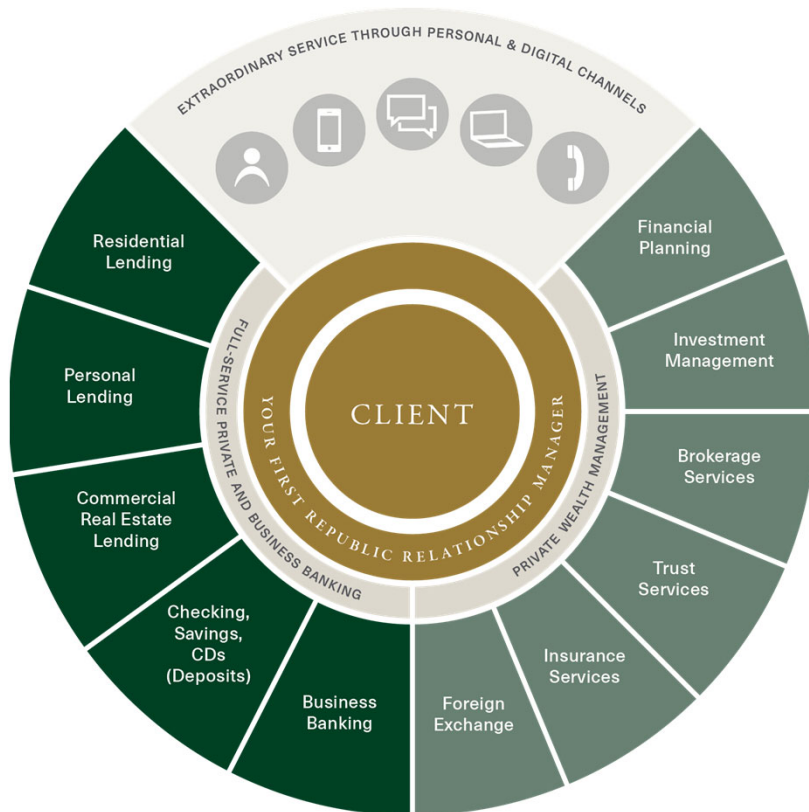 EXTRAORDINARY SERVICE THROUGH PERSONAL & DIGITAL CHANNELS
Residential
Lending
Personal
Lending
Commercial
Real Estate
Lending
Checking,
Savings,
CDs
(Deposits)
Business
Banking
FULL-SERVICE PRIVATE AND BUSINESS BANKING
CLIENT
YOUR FIRST REPUBLIC RELATIONSHIP MANAGER
PRIVATE WEALTH MANAGEMENT
Financial
Planning
Investment
Management
Brokerage
Services
Trust
Services
Insurance
Services
Foreign
Exchange